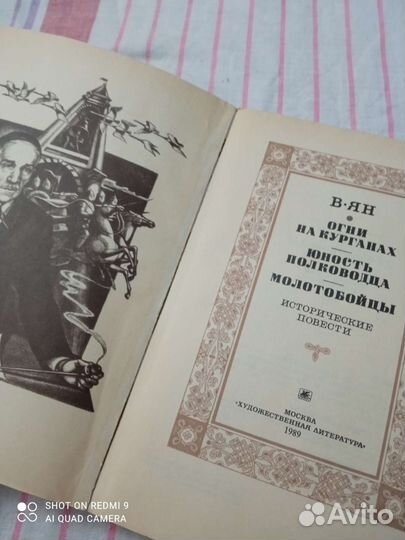 В·ЯН
ОГНИ
НА КУРГАНАХ
ЮНОСТЬ
ПОЛКОВОДЦА
МОЛОТОБОЙЦЫ
ИСТОРИЧЕСКИЕ
ПОВЕСТИ
МОСКВА
"ХУДОЖЕСТВЕННАЯ ЛИТЕРАТУРА"
1989
SHOT ON REDMI 9
AI QUAD CAMERA
Avito